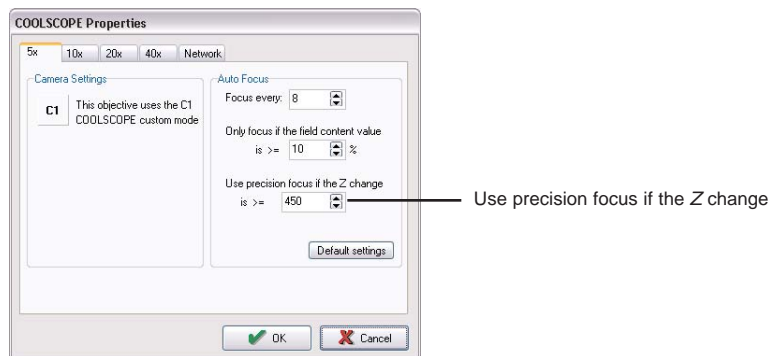 COOLSCOPE Properties
5x 10x 20x 40x Network
Camera Settings
C1
This objective uses the C1
COOLSCOPE custom mode
Auto Focus
Focus every: 8
Only focus if the field content value
is >= 10 %
Use precision focus if the Z change
is >= 450
Default settings
OK Cancel
Use precision focus if the Z change